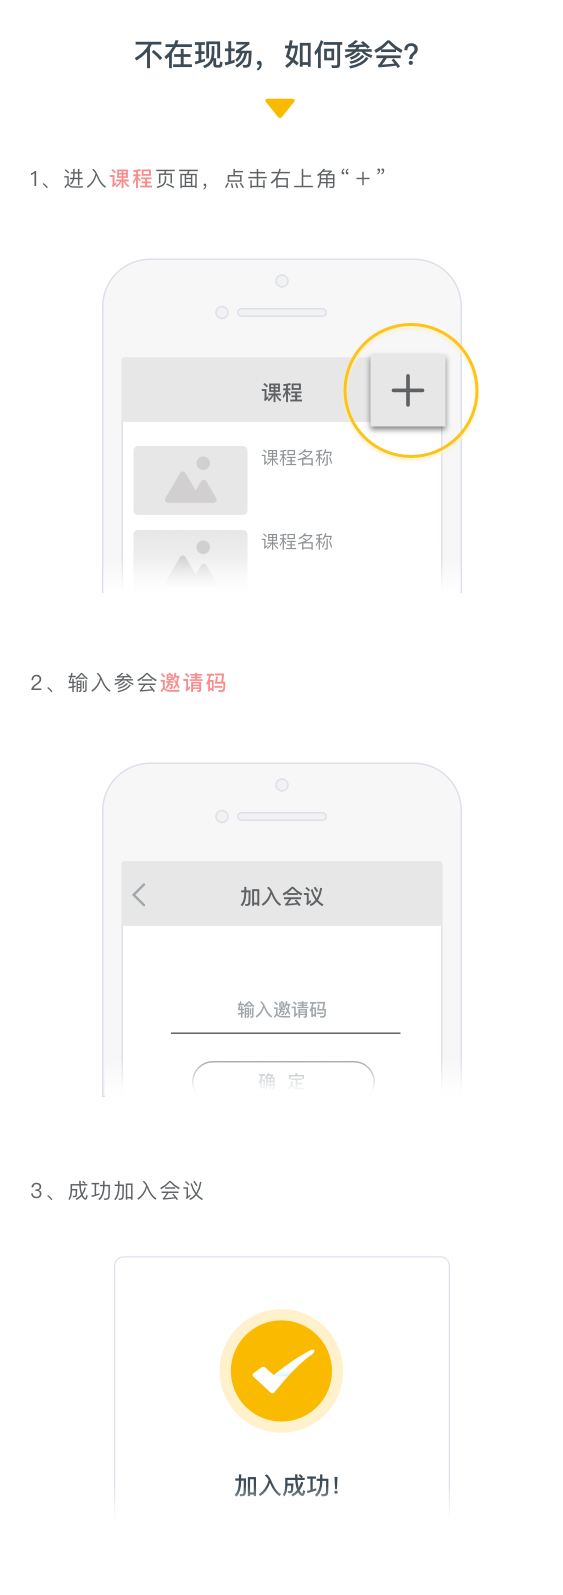 不在现场，如何参会?
1、进入课程页面，点击右上角“＋”
课程
课程名称
课程名称
2、输入参会邀请码
加入会议
输入邀请码
确 定
3、成功加入会议
加入成功!